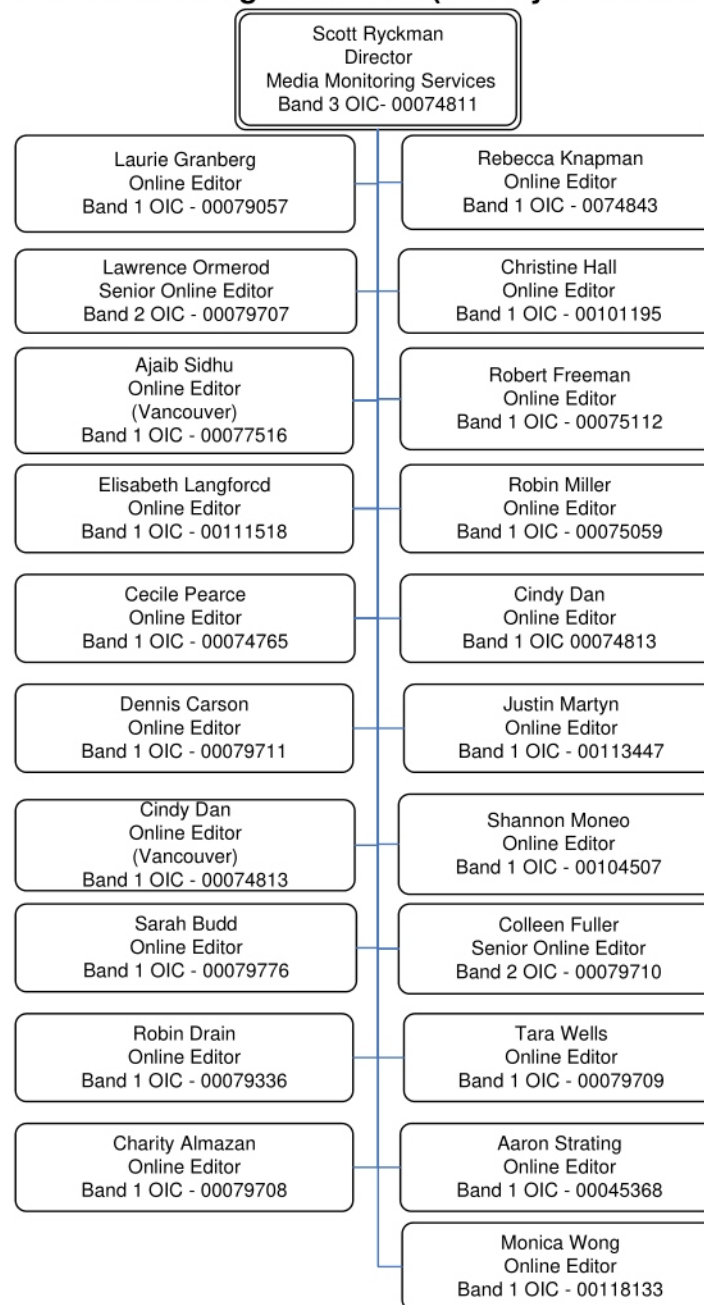 Scott Ryckman
Director
Media Monitoring Services
Band 3 OIC- 00074811
Laurie Granberg
Online Editor
Band 1 OIC - 00079057
Rebecca Knapman
Online Editor
Band 1 OIC - 0074843
Lawrence Ormerod
Senior Online Editor
Band 2 OIC - 00079707
Christine Hall
Online Editor
Band 1 OIC - 00101195
Ajaib Sidhu
Online Editor
(Vancouver)
Band 1 OIC - 00077516
Robert Freeman
Online Editor
Band 1 OIC - 00075112
Elisabeth Langforcd
Online Editor
Band 1 OIC - 00111518
Robin Miller
Online Editor
Band 1 OIC - 00075059
Cecile Pearce
Online Editor
Band 1 OIC - 00074765
Cindy Dan
Online Editor
Band 1 OIC 00074813
Dennis Carson
Online Editor
Band 1 OIC - 00079711
Justin Martyn
Online Editor
Band 1 OIC - 00113447
Cindy Dan
Online Editor
(Vancouver)
Band 1 OIC - 00074813
Shannon Moneo
Online Editor
Band 1 OIC - 00104507
Sarah Budd
Online Editor
Band 1 OIC - 00079776
Colleen Fuller
Senior Online Editor
Band 2 OIC - 00079710
Robin Drain
Online Editor
Band 1 OIC - 00079336
Tara Wells
Online Editor
Band 1 OIC - 00079709
Charity Almazan
Online Editor
Band 1 OIC - 00079708
Aaron Strating
Online Editor
Band 1 OIC - 00045368
Monica Wong
Online Editor
Band 1 OIC - 00118133